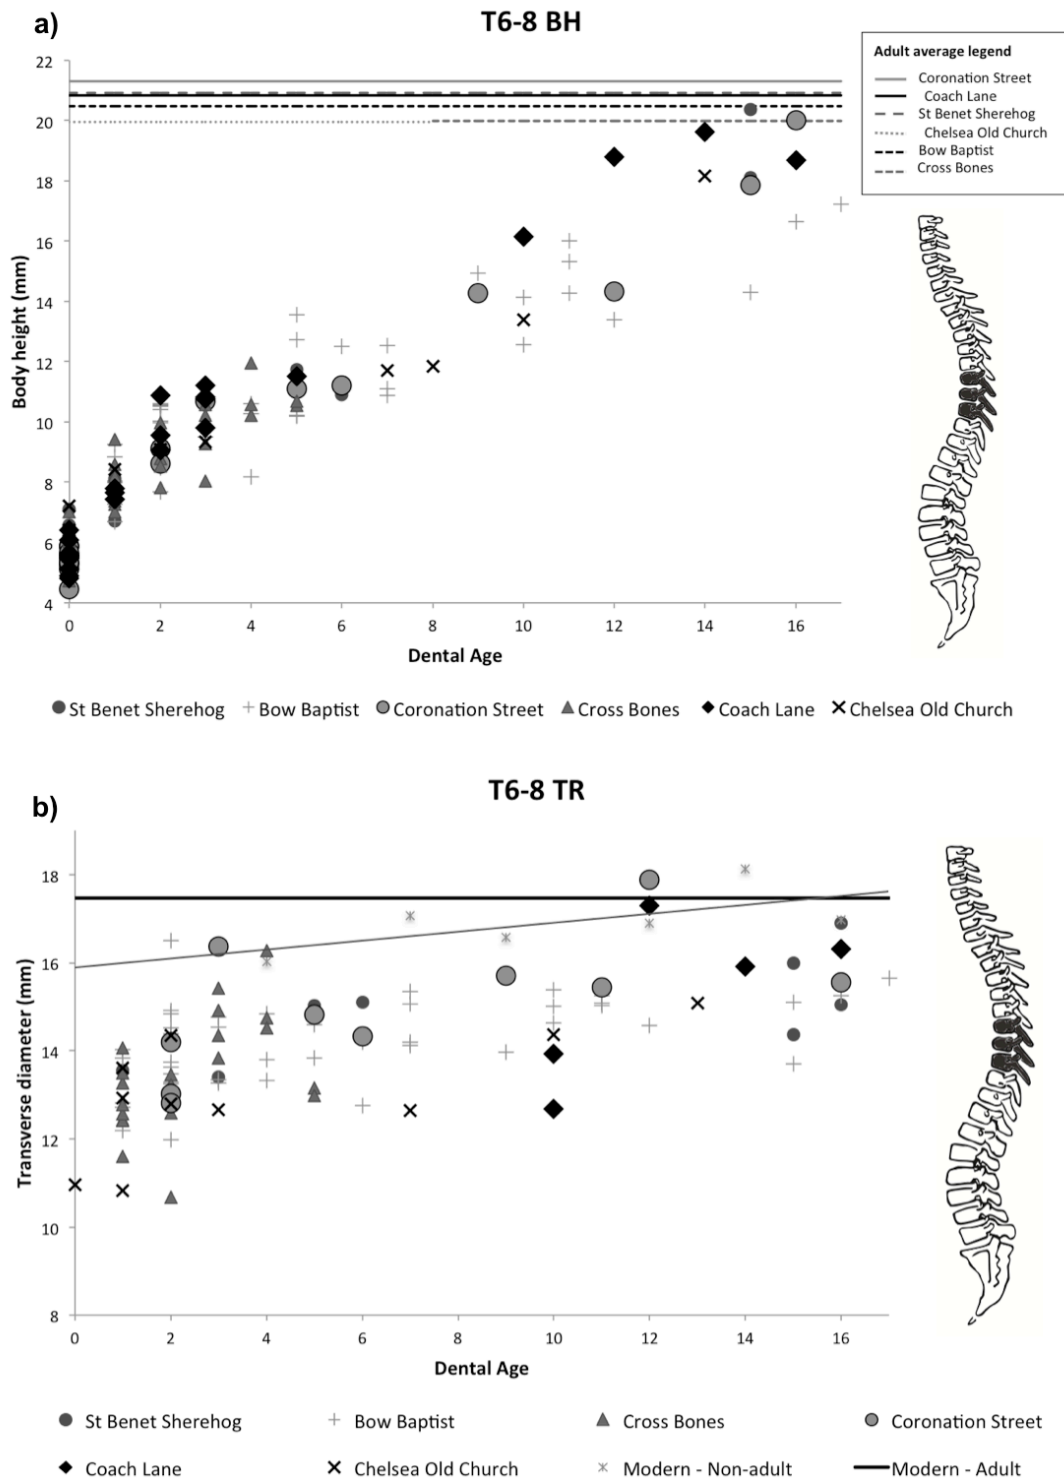 a)
T6-8 BH
Adult average legend
Coronation Street
Coach Lane
St Benet Sherehog
Chelsea Old Church
Bow Baptist
Cross Bones
22
20
18
16
14
12
10
8
6
4
Body height (mm)
0 2 4 6 8 10 12 14 16
Dental Age
St Benet Sherehog Bow Baptist Coronation Street Cross Bones Coach Lane Chelsea Old Church
b)
T6-8 TR
18
16
14
12
10
8
Transverse diameter (mm)
0 2 4 6 8 10 12 14 16
Dental Age
St Benet Sherehog Bow Baptist Cross Bones Coronation Street
Coach Lane Chelsea Old Church Modern - Non-adult Modern - Adult